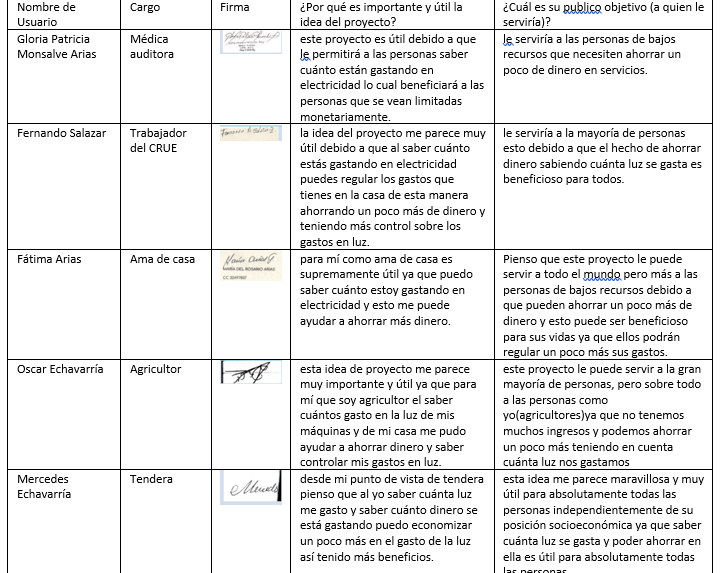 Nombre de
Usuario
Cargo
Firma
¿Por qué es importante y útil la
idea del proyecto?
¿Cuál es su publico objetivo (a quien le
serviría)?
Gloria Patricia
Monsalve Arias
Médica
auditora
este proyecto es útil debido a que
le permitirá a las personas saber
cuánto están gastando en
electricidad lo cual beneficiará a las
personas que se vean limitadas
monetariamente.
le serviría a las personas de bajos
recursos que necesiten ahorrar un
poco de dinero en servicios.
Fernando Salazar
Trabajador
del CRUE
la idea del proyecto me parece muy
útil debido a que al saber cuánto
estás gastando en electricidad
puedes regular los gastos que
tienes en la casa de esta manera
ahorrando un poco más de dinero y
teniendo más control sobre los
gastos en luz.
le serviría a la mayoría de personas
esto debido a que el hecho de ahorrar
dinero sabiendo cuánta luz se gasta es
beneficioso para todos.
Fátima Arias
Ama de casa
DEL ROSARIO ARIAS
para mí como ama de casa es
supremamente útil ya que puedo
saber cuánto estoy gastando en
electricidad y esto me puede
ayudar a ahorrar más dinero.
Pienso que este proyecto le puede
servir a todo el mundo pero más a las
personas de bajos recursos debido a
que pueden ahorrar un poco más de
dinero y esto puede ser beneficioso
para sus vidas ya que ellos podrán
regular un poco más sus gastos.
Oscar Echavarría
Agricultor
esta idea de proyecto me parece
muy importante y útil ya que para
mí que soy agricultor el saber
cuántos gasto en la luz de mis
máquinas y de mi casa me pudo
ayudar a ahorrar dinero y saber
controlar mis gastos en luz.
este proyecto le puede servir a la gran
mayoría de personas, pero sobre todo
a las personas como
yo(agricultores)ya que no tenemos
muchos ingresos y podemos ahorrar
un poco más teniendo en cuenta
cuánta luz nos gastamos
Mercedes
Echavarría
Tendera
desde mi punto de vista de tendera
pienso que al yo saber cuánta luz
me gasto y saber cuánto dinero se
está gastando puedo economizar
un poco más en el gasto de la luz
así tenido más beneficios.
esta idea me parece maravillosa y muy
útil para absolutamente todas las
personas independientemente de su
posición socioeconómica ya que saber
cuánta luz se gasta y poder ahorrar en
ella es útil para absolutamente todas
las personas